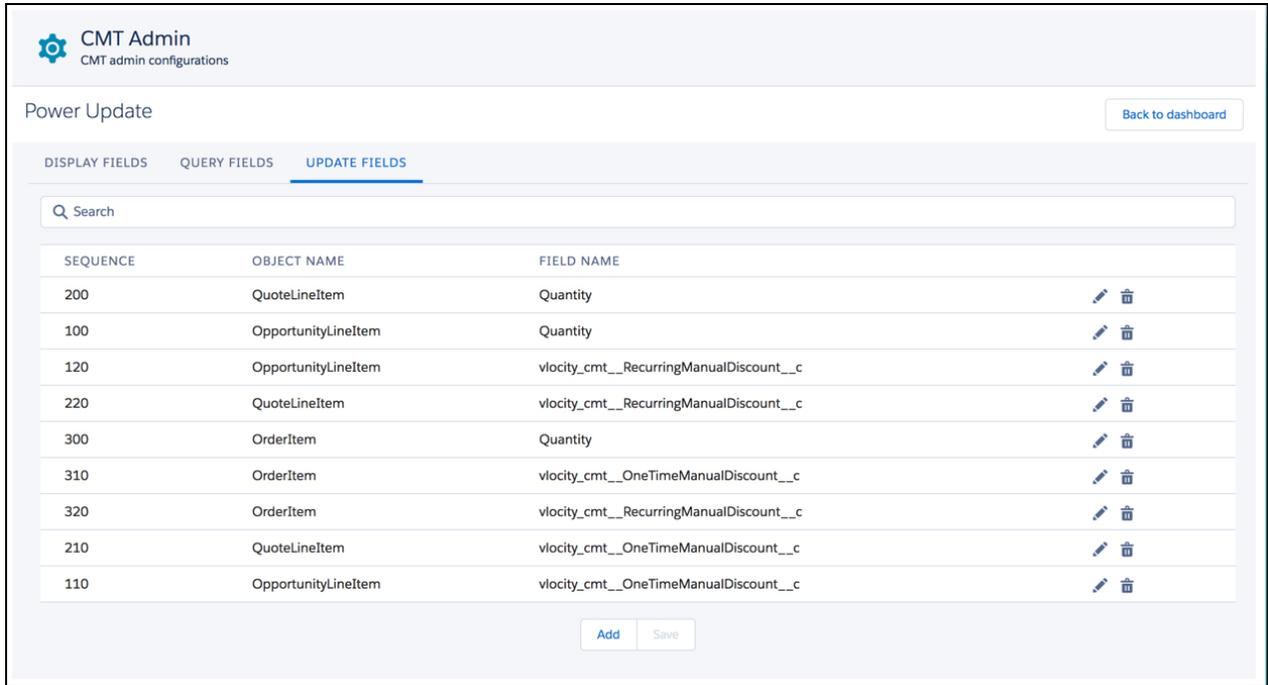 CMT Admin
CMT admin configurations
Power Update
Back to dashboard
DISPLAY FIELDS QUERY FIELDS UPDATE FIELDS
Search
SEQUENCE OBJECT NAME FIELD NAME
200 QuoteLineItem Quantity
100 OpportunityLineItem Quantity
120 OpportunityLineItem vlocity_cmt__RecurringManualDiscount__c
220 QuoteLineItem vlocity_cmt__RecurringManualDiscount__c
300 OrderItem Quantity
310 OrderItem vlocity_cmt__OneTimeManualDiscount__c
320 OrderItem vlocity_cmt__RecurringManualDiscount__c
210 QuoteLineItem vlocity_cmt__OneTimeManualDiscount__c
110 OpportunityLineItem vlocity_cmt__OneTimeManualDiscount__c
Add Save